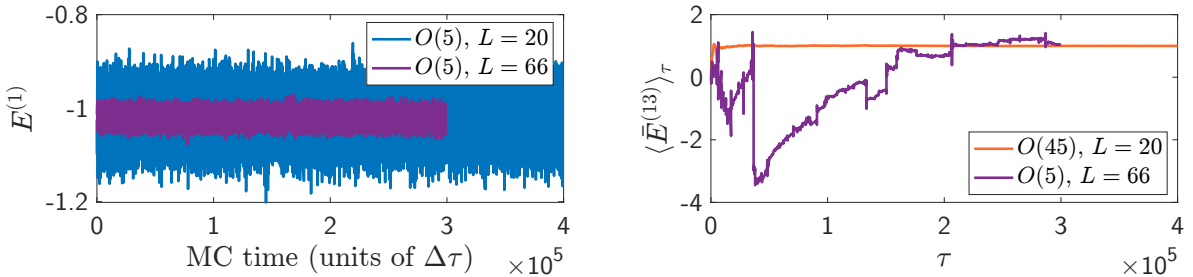 -0.8
-1
-1.2
E^{(1)}
O(5), L = 20
O(5), L = 66
0 1 2 3 4
MC time (units of Δτ) ×10^5
4
2
0
-2
-4
⟨Ē^{(13)}⟩_τ
O(45), L = 20
O(5), L = 66
0 1 2 3 4
τ ×10^5